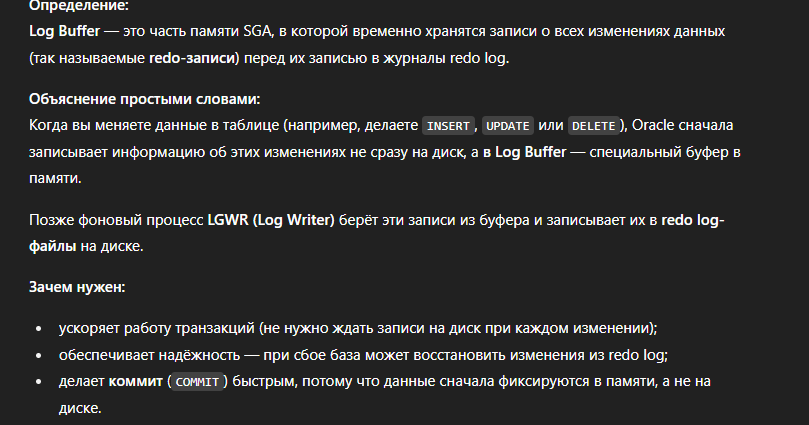 Определение:
Log Buffer — это часть памяти SGA, в которой временно хранятся записи о всех изменениях данных
(так называемые redo-записи) перед их записью в журналы redo log.
Объяснение простыми словами:
Когда вы меняете данные в таблице (например, делаете INSERT, UPDATE или DELETE), Oracle сначала
записывает информацию об этих изменениях не сразу на диск, а в Log Buffer — специальный буфер в
памяти.
Позже фоновый процесс LGWR (Log Writer) берёт эти записи из буфера и записывает их в redo log-
файлы на диске.
Зачем нужен:
• ускоряет работу транзакций (не нужно ждать записи на диск при каждом изменении);
• обеспечивает надёжность — при сбое база может восстановить изменения из redo log;
• делает коммит (COMMIT) быстрым, потому что данные сначала фиксируются в памяти, а не на
диске.